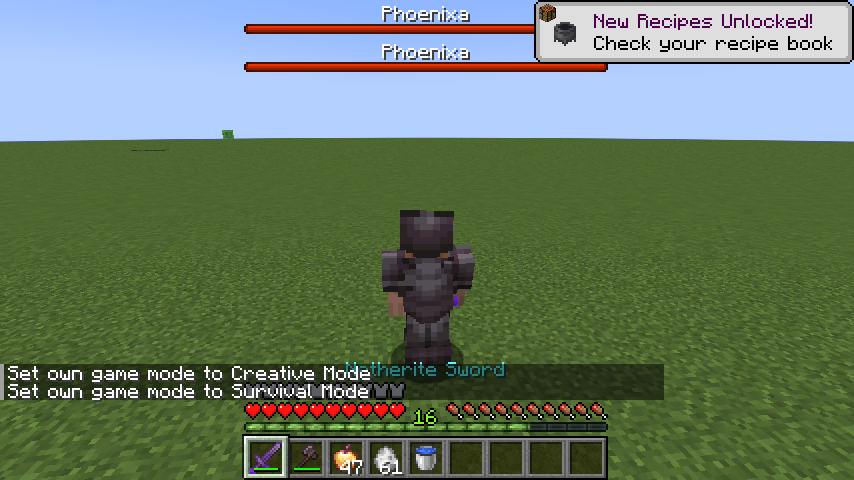 Phoenixa
New Recipes Unlocked!
Check your recipe book
Phoenixa
Netherite Sword
Set own game mode to Creative Mode
Set own game mode to Survival Mode
16
47
61